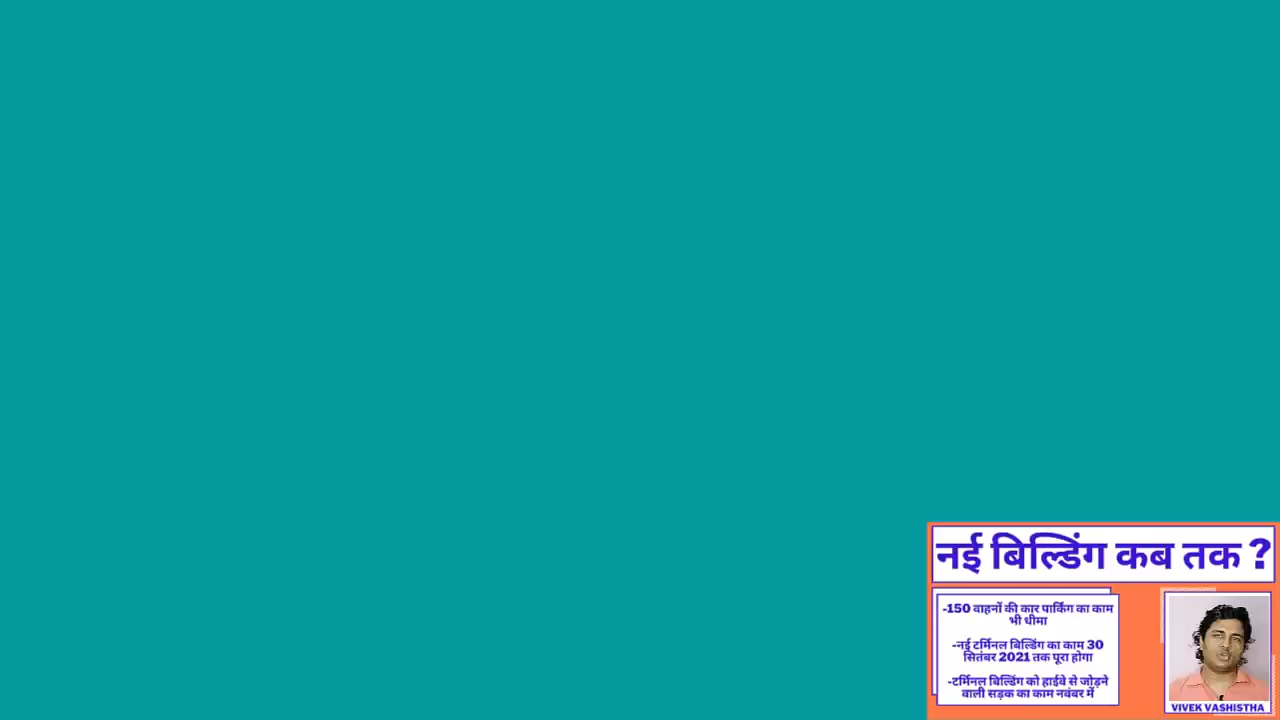 नई बिल्डिंग कब तक ?
-150 वाहनों की कार पार्किंग का काम
भी धीमा
-नई टर्मिनल बिल्डिंग का काम 30
सितंबर 2021 तक पूरा होगा
-टर्मिनल बिल्डिंग को हाईवे से जोड़ने
वाली सड़क का काम नवंबर में
VIVEK VASHISTHA